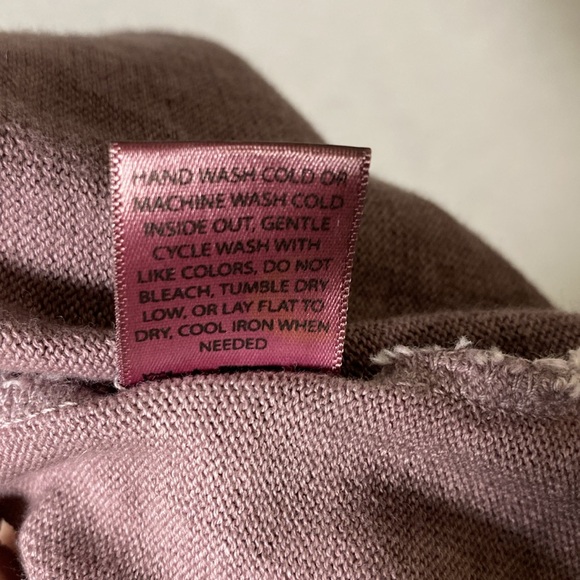 HAND WASH COLD OR
MACHINE WASH COLD
INSIDE OUT, GENTLE
CYCLE WASH WITH
LIKE COLORS, DO NOT
BLEACH, TUMBLE DRY
LOW, OR LAY FLAT TO
DRY, COOL IRON WHEN
NEEDED